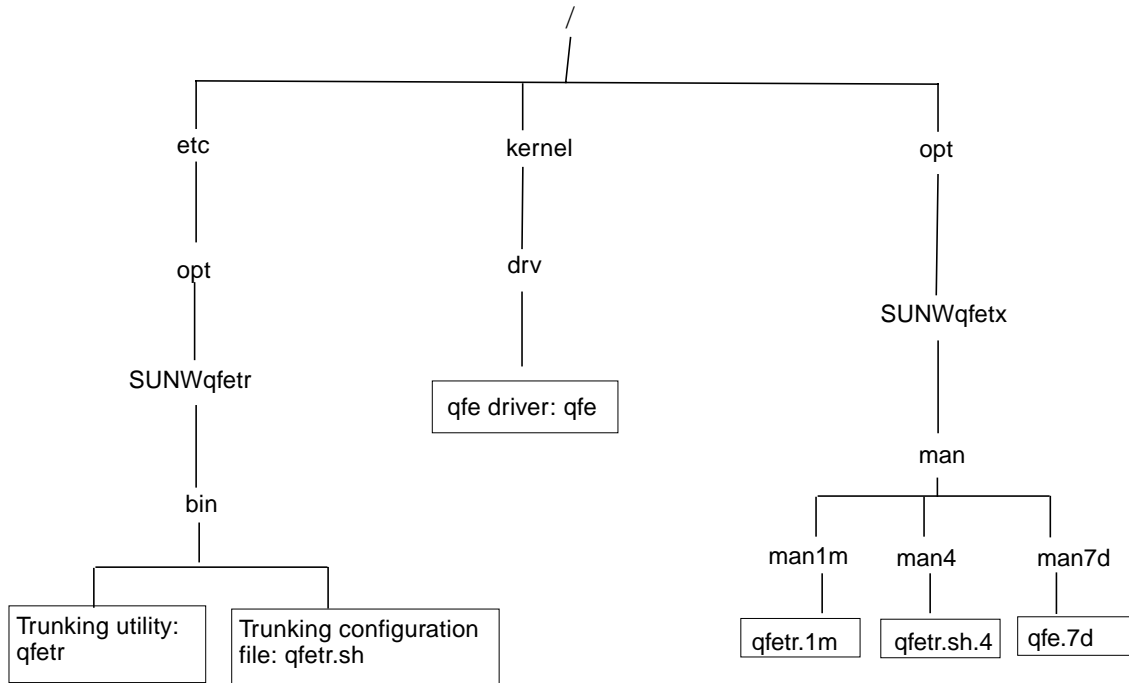 /
etc
kernel
opt
opt
drv
SUNWqfetx
SUNWqfetr
qfe driver: qfe
man
bin
man1m
man4
man7d
Trunking utility:
qfetr
Trunking configuration
file: qfetr.sh
qfetr.1m
qfetr.sh.4
qfe.7d